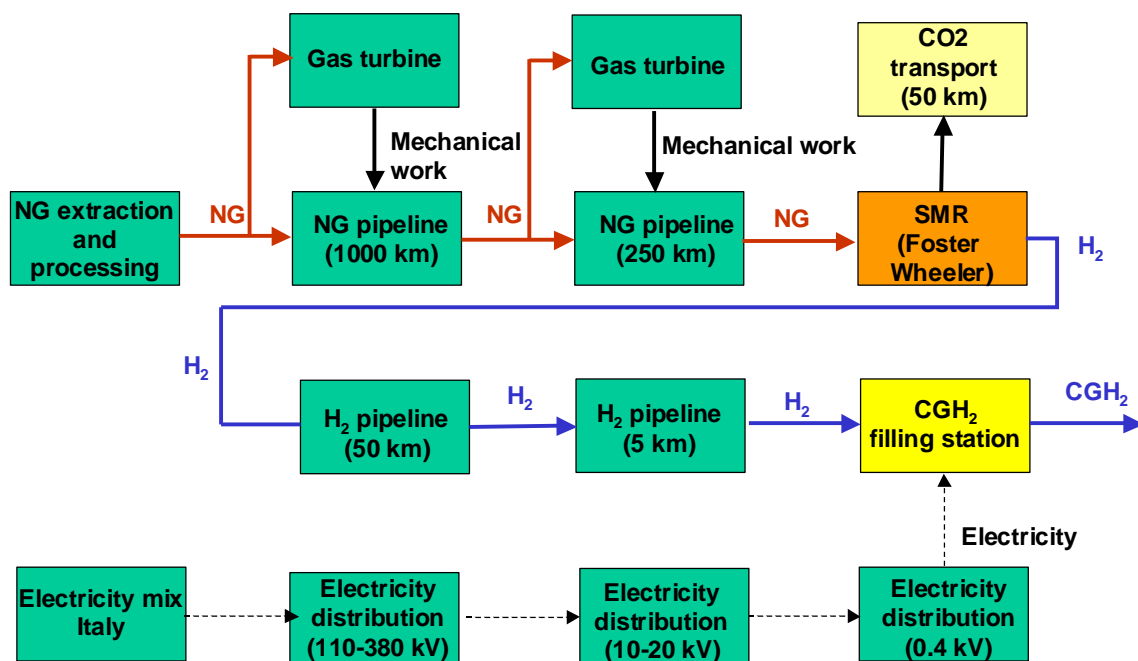 Gas turbine
Gas turbine
CO2
transport
(50 km)
Mechanical
work
Mechanical work
NG extraction
and
processing
NG
NG pipeline
(1000 km)
NG
NG pipeline
(250 km)
NG
SMR
(Foster
Wheeler)
H₂
H₂
H₂ pipeline
(50 km)
H₂
H₂ pipeline
(5 km)
H₂
CGH₂
filling station
CGH₂
Electricity
Electricity mix
Italy
Electricity
distribution
(110-380 kV)
Electricity
distribution
(10-20 kV)
Electricity
distribution
(0.4 kV)